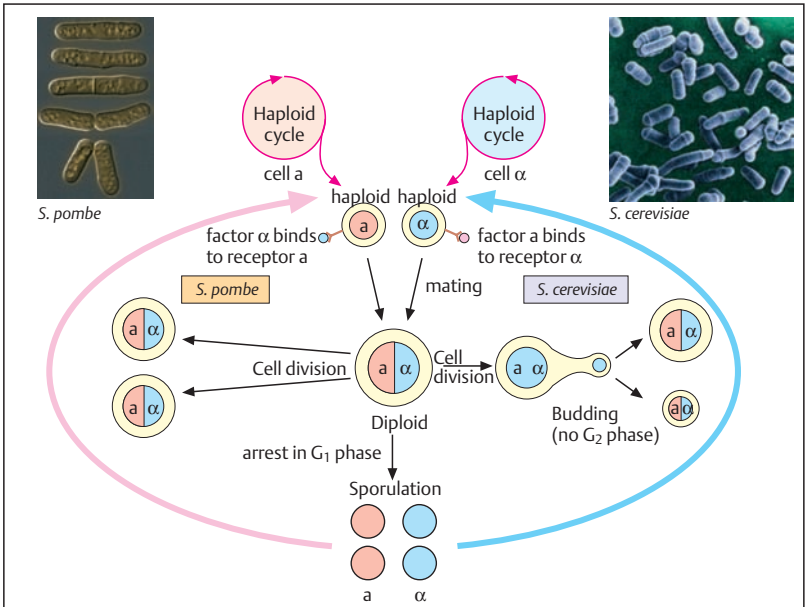 Haploid
cycle
Haploid
cycle
cell a
cell α
S. pombe
S. cerevisiae
haploid
haploid
a
α
factor α binds
to receptor a
factor a binds
to receptor α
S. pombe
mating
S. cerevisiae
a α
a α
Cell division
a α
Cell
division
a α
a α
a α
Diploid
Budding
(no G₂ phase)
arrest in G₁ phase
Sporulation
a
α